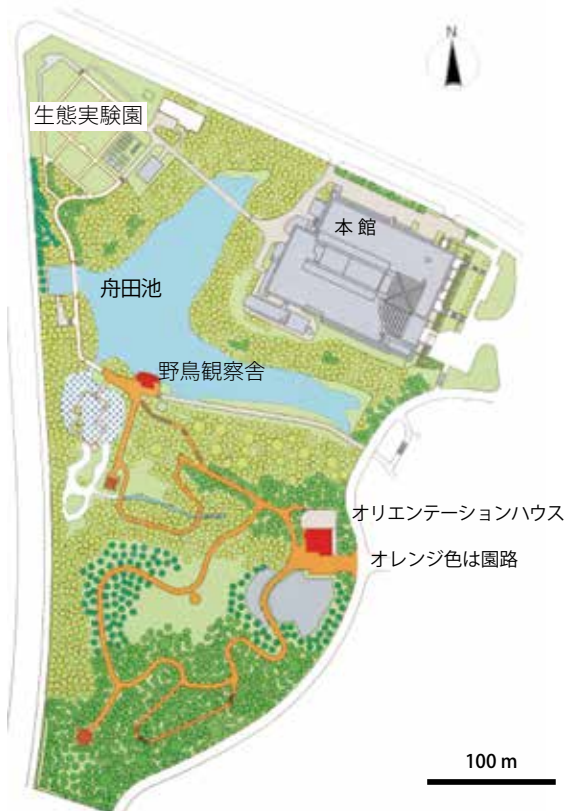 N
生態実験園
本館
舟田池
野鳥観察舎
オリエンテーションハウス
オレンジ色は園路
100 m